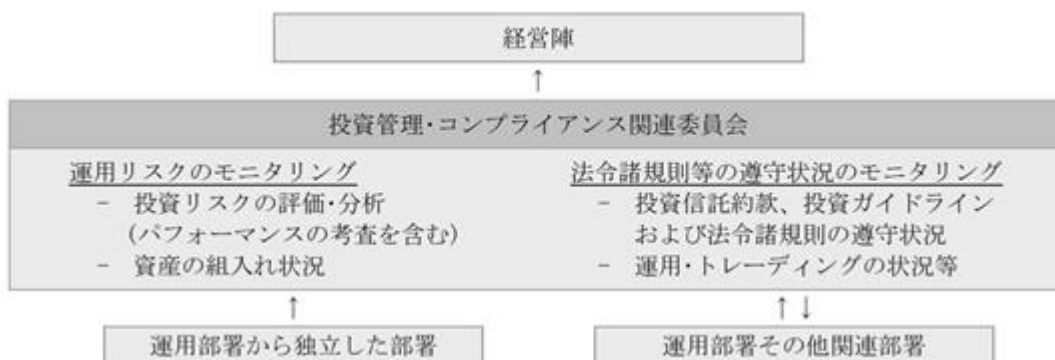 経営陣
↑
投資管理・コンプライアンス関連委員会
運用リスクのモニタリング
− 投資リスクの評価・分析
(パフォーマンスの考査を含む)
− 資産の組入れ状況
法令諸規則等の遵守状況のモニタリング
− 投資信託約款、投資ガイドライン
および法令諸規則の遵守状況
− 運用・トレーディングの状況等
↑
↑↓
運用部署から独立した部署
運用部署その他関連部署